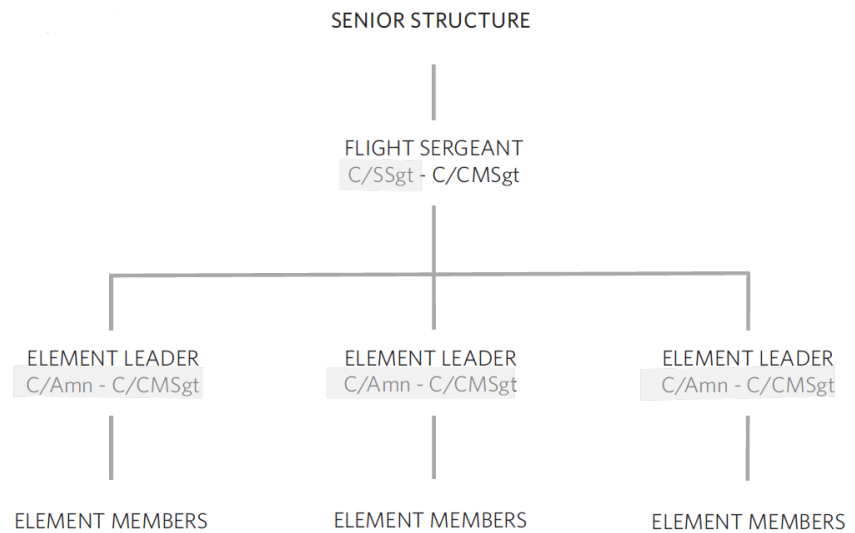 SENIOR STRUCTURE
FLIGHT SERGEANT
C/SSgt - C/CMSgt
ELEMENT LEADER
C/Amn - C/CMSgt
ELEMENT LEADER
C/Amn - C/CMSgt
ELEMENT LEADER
C/Amn - C/CMSgt
ELEMENT MEMBERS
ELEMENT MEMBERS
ELEMENT MEMBERS